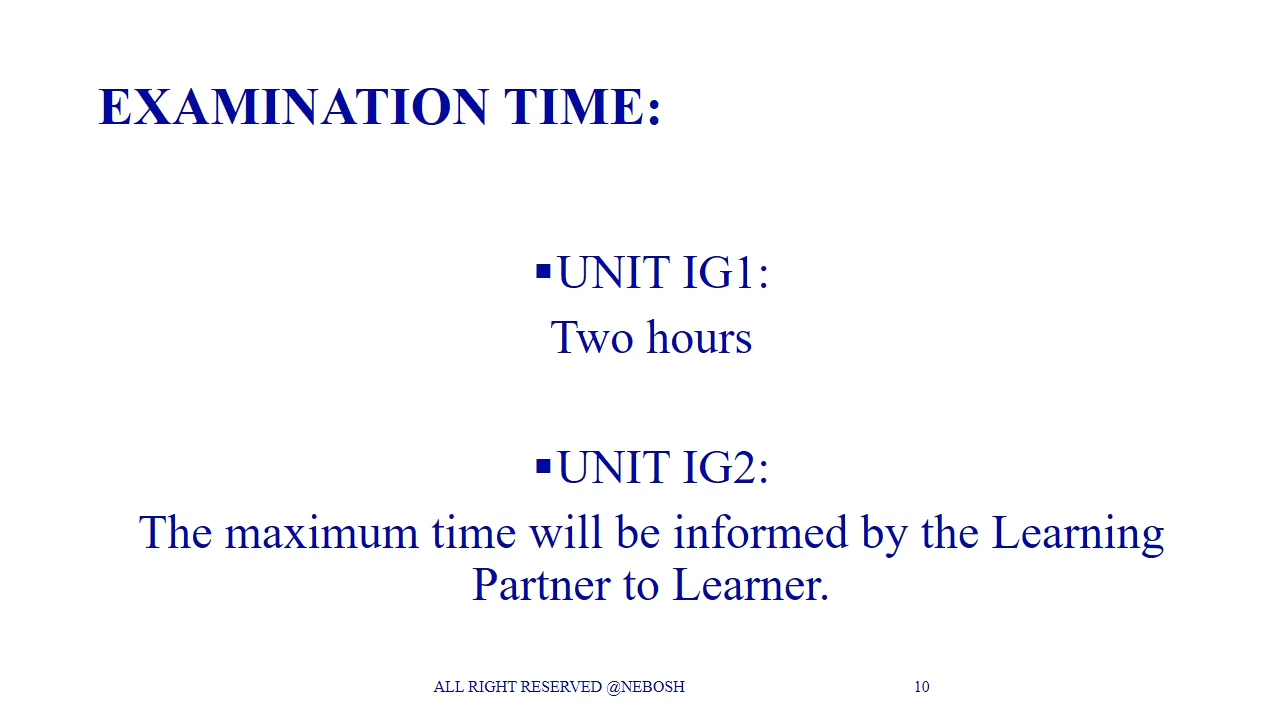 EXAMINATION TIME:
▪UNIT IG1:
Two hours
▪UNIT IG2:
The maximum time will be informed by the Learning
Partner to Learner.
ALL RIGHT RESERVED @NEBOSH 10